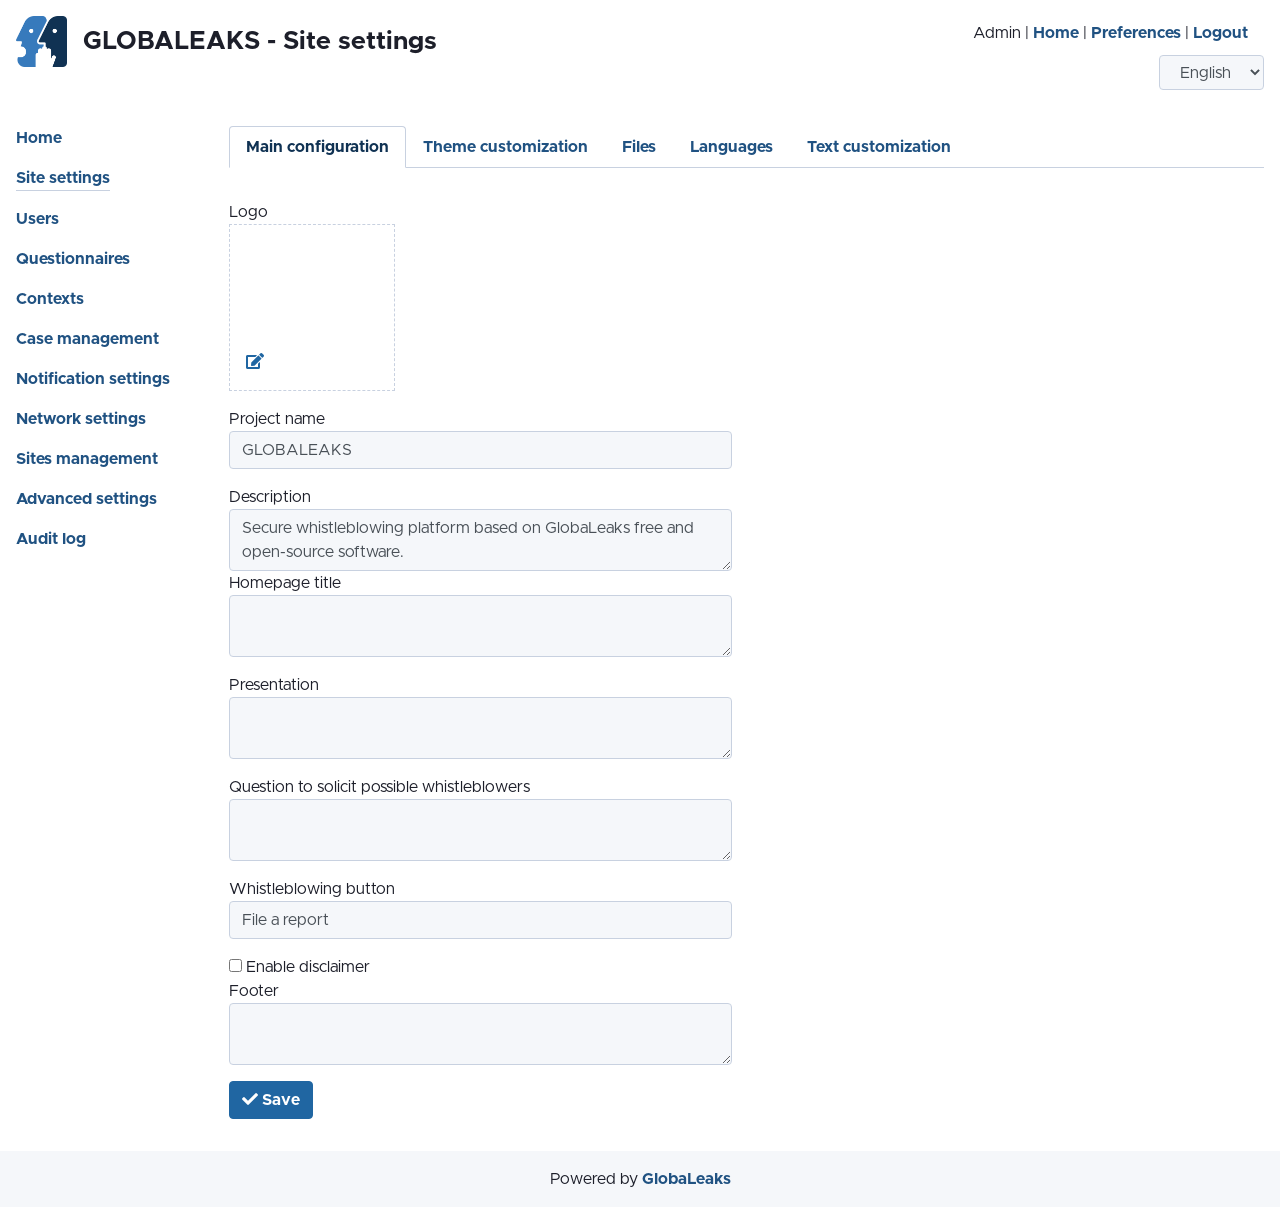 GLOBALEAKS - Site settings
Admin | Home | Preferences | Logout
English
Home
Site settings
Users
Questionnaires
Contexts
Case management
Notification settings
Network settings
Sites management
Advanced settings
Audit log
Main configuration
Theme customization
Files
Languages
Text customization
Logo
Project name
GLOBALEAKS
Description
Secure whistleblowing platform based on GlobaLeaks free and
open-source software.
Homepage title
Presentation
Question to solicit possible whistleblowers
Whistleblowing button
File a report
Enable disclaimer
Footer
Save
Powered by GlobaLeaks